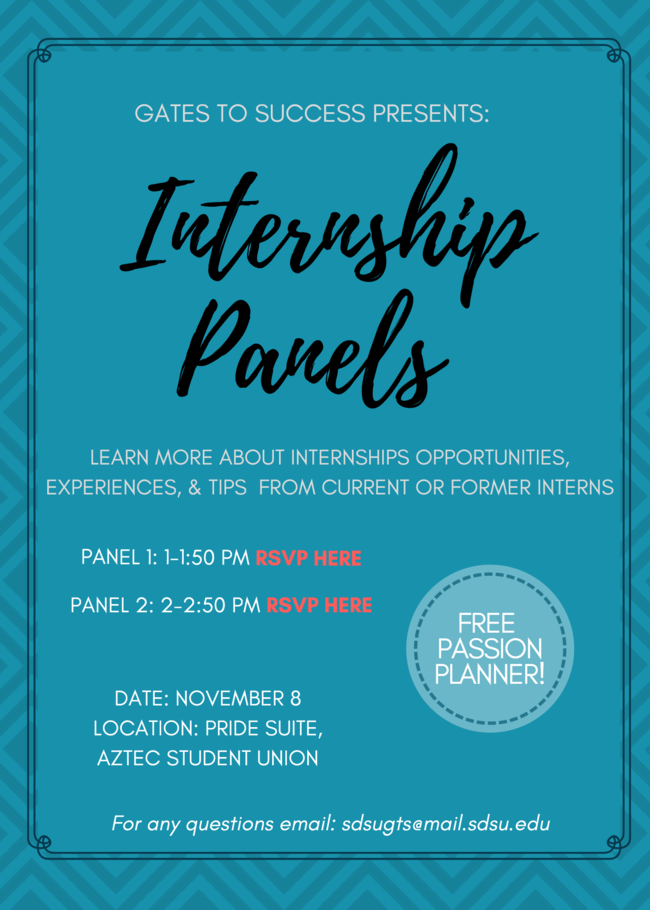 GATES TO SUCCESS PRESENTS:
Internship
Panels
LEARN MORE ABOUT INTERNSHIPS OPPORTUNITIES,
EXPERIENCES, & TIPS FROM CURRENT OR FORMER INTERNS
PANEL 1: 1-1:50 PM RSVP HERE
PANEL 2: 2-2:50 PM RSVP HERE
FREE
PASSION
PLANNER!
DATE: NOVEMBER 8
LOCATION: PRIDE SUITE,
AZTEC STUDENT UNION
For any questions email: sdsugts@mail.sdsu.edu